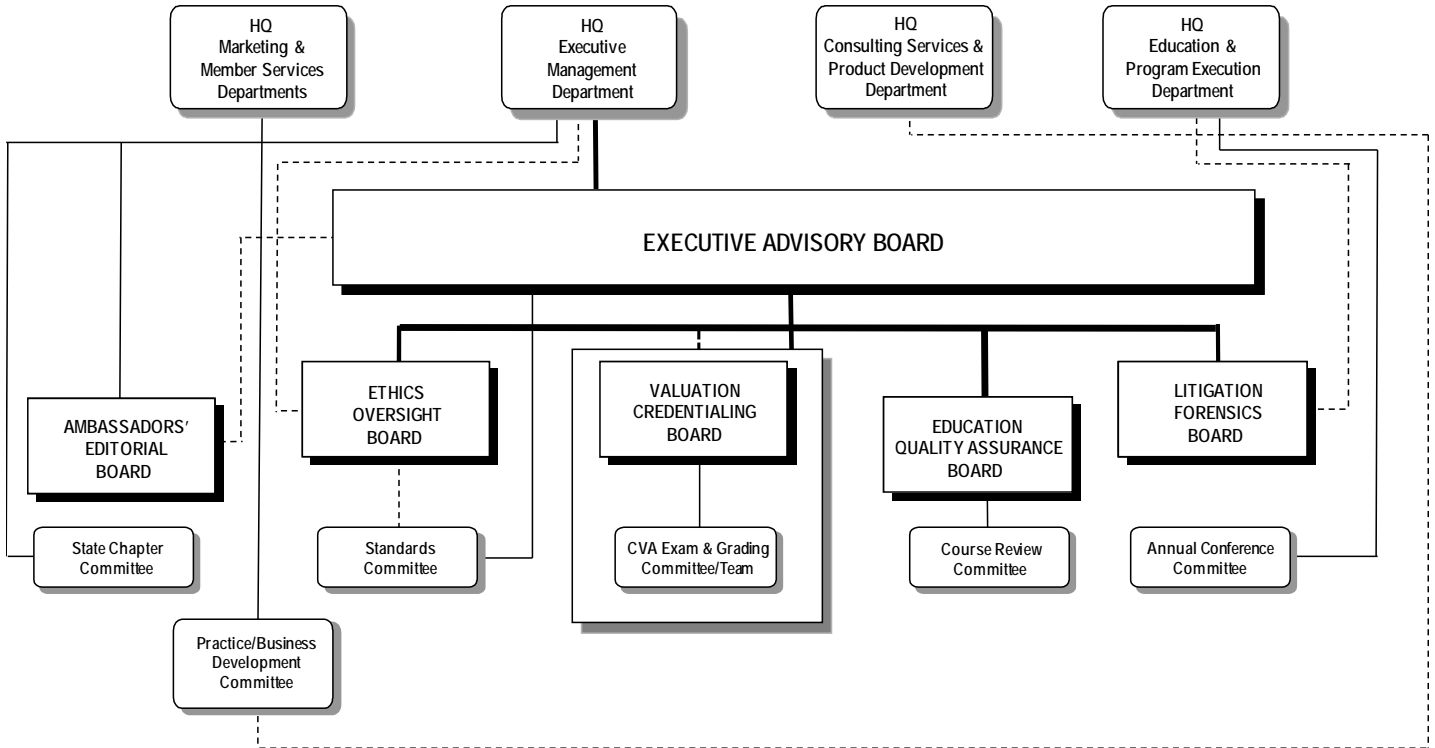 HQ
Marketing &
Member Services
Departments
HQ
Executive
Management
Department
HQ
Consulting Services &
Product Development
Department
HQ
Education &
Program Execution
Department
EXECUTIVE ADVISORY BOARD
AMBASSADORS'
EDITORIAL
BOARD
ETHICS
OVERSIGHT
BOARD
VALUATION
CREDENTIALING
BOARD
EDUCATION
QUALITY ASSURANCE
BOARD
LITIGATION
FORENSICS
BOARD
State Chapter
Committee
Standards
Committee
CVA Exam & Grading
Committee/Team
Course Review
Committee
Annual Conference
Committee
Practice/Business
Development
Committee